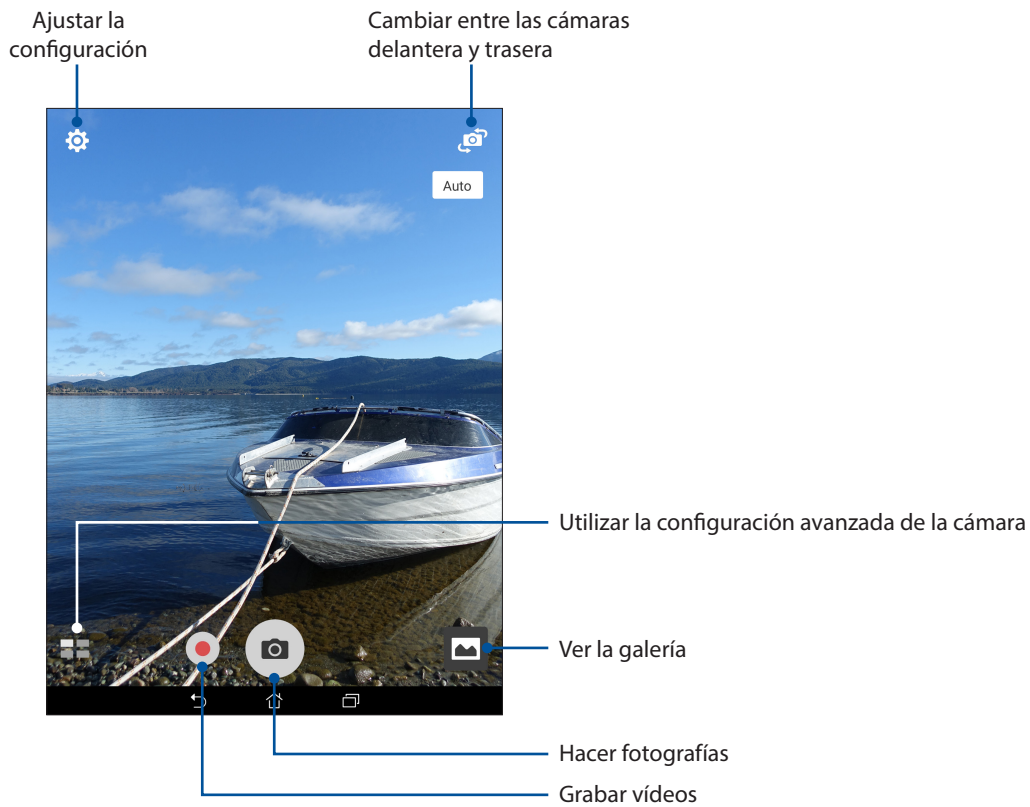 Ajustar la
configuración
Cambiar entre las cámaras
delantera y trasera
Auto
Utilizar la configuración avanzada de la cámara
Ver la galería
Hacer fotografías
Grabar vídeos